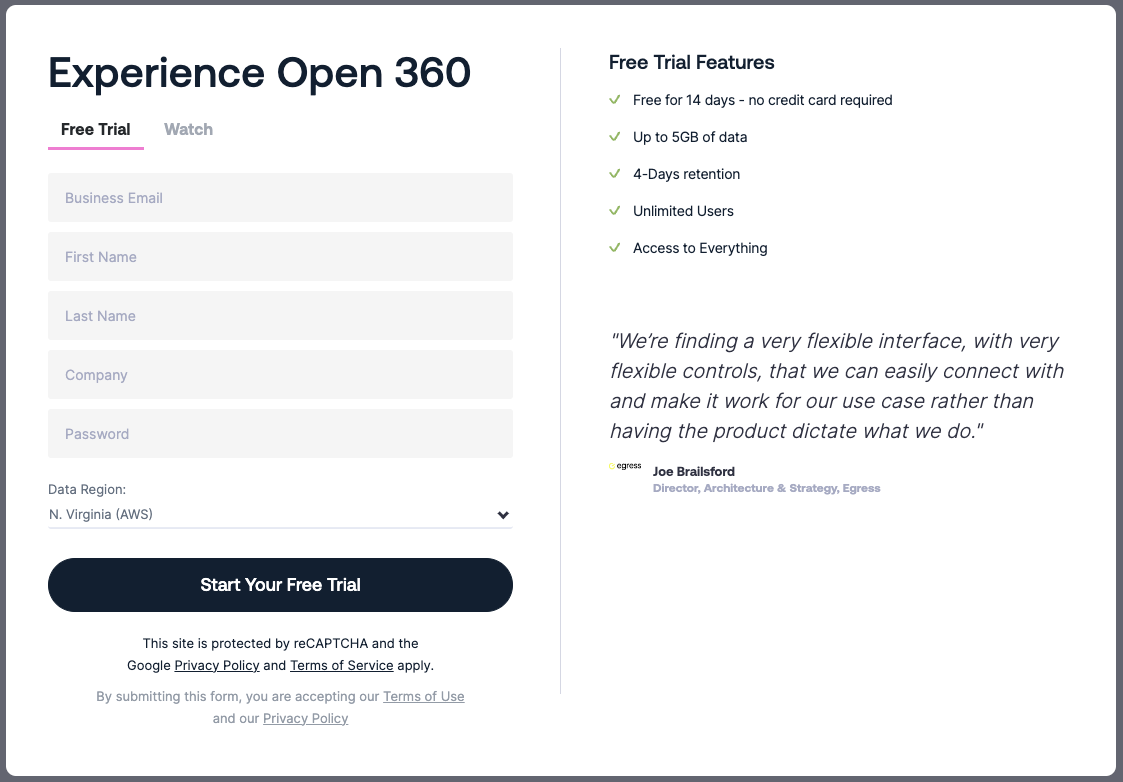 Experience Open 360
Free Trial
Watch
Business Email
First Name
Last Name
Company
Password
Data Region:
N. Virginia (AWS)
Start Your Free Trial
This site is protected by reCAPTCHA and the
Google Privacy Policy and Terms of Service apply.
By submitting this form, you are accepting our Terms of Use
and our Privacy Policy
Free Trial Features
Free for 14 days - no credit card required
Up to 5GB of data
4-Days retention
Unlimited Users
Access to Everything
"We’re finding a very flexible interface, with very
flexible controls, that we can easily connect with
and make it work for our use case rather than
having the product dictate what we do."
egress
Joe Brailsford
Director, Architecture & Strategy, Egress